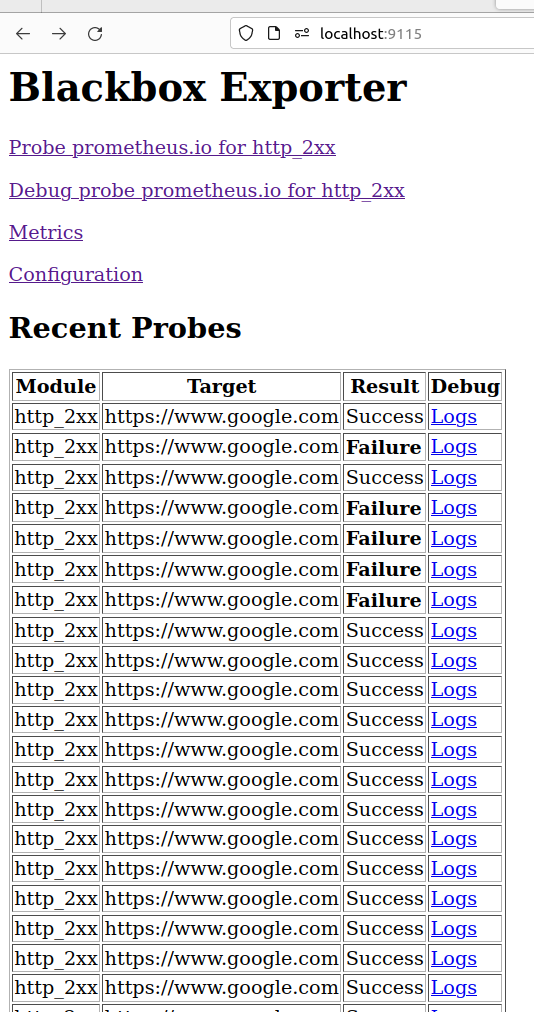 localhost:9115
Blackbox Exporter
Probe prometheus.io for http_2xx
Debug probe prometheus.io for http_2xx
Metrics
Configuration
Recent Probes
Module Target Result Debug
http_2xx https://www.google.com Success Logs
http_2xx https://www.google.com Failure Logs
http_2xx https://www.google.com Success Logs
http_2xx https://www.google.com Failure Logs
http_2xx https://www.google.com Failure Logs
http_2xx https://www.google.com Failure Logs
http_2xx https://www.google.com Failure Logs
http_2xx https://www.google.com Success Logs
http_2xx https://www.google.com Success Logs
http_2xx https://www.google.com Success Logs
http_2xx https://www.google.com Success Logs
http_2xx https://www.google.com Success Logs
http_2xx https://www.google.com Success Logs
http_2xx https://www.google.com Success Logs
http_2xx https://www.google.com Success Logs
http_2xx https://www.google.com Success Logs
http_2xx https://www.google.com Success Logs
http_2xx https://www.google.com Success Logs
http_2xx https://www.google.com Success Logs
http_2xx https://www.google.com Success Logs